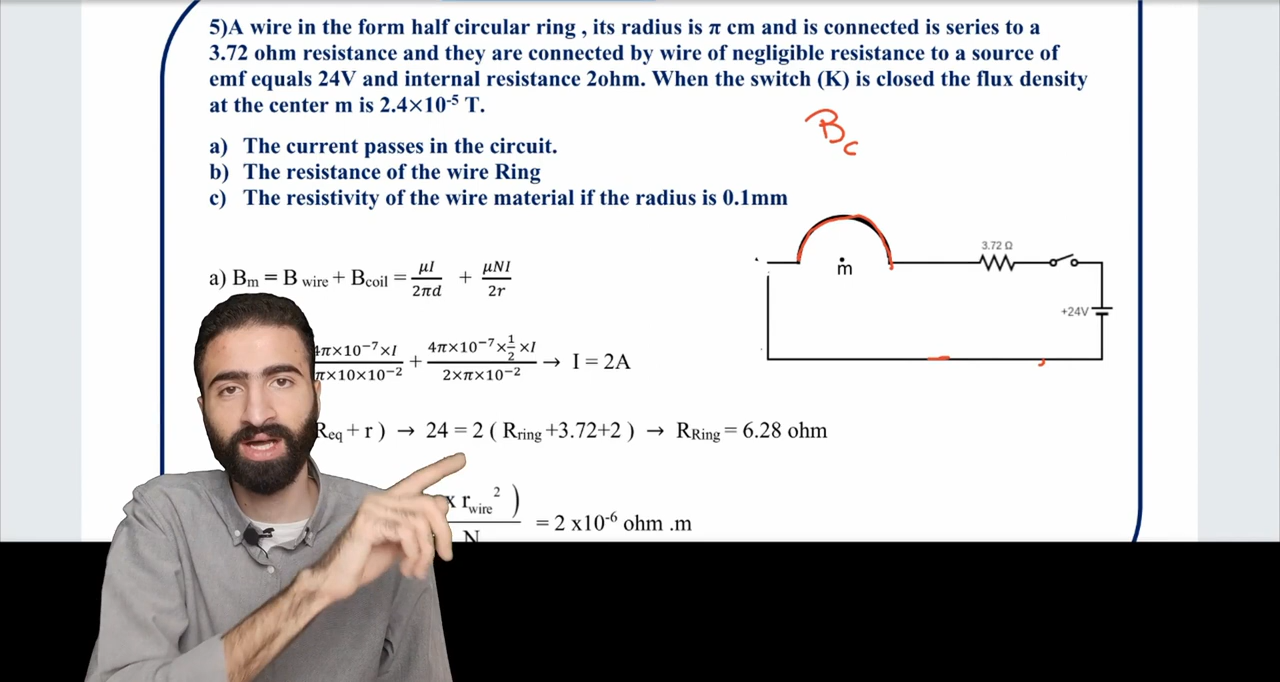 5)A wire in the form half circular ring , its radius is π cm and is connected is series to a
3.72 ohm resistance and they are connected by wire of negligible resistance to a source of
emf equals 24V and internal resistance 2ohm. When the switch (K) is closed the flux density
at the center m is 2.4×10⁻⁵ T.
B_c
a) The current passes in the circuit.
b) The resistance of the wire Ring
c) The resistivity of the wire material if the radius is 0.1mm
3.72 Ω
m
+24V
a) Bₘ = B wire + Bcoil = μI/2πd + μNI/2r
π×10⁻⁷×I/π×10×10⁻² + 4π×10⁻⁷×½×I/2×π×10⁻² → I = 2A
Req + r ) → 24 = 2 ( Rring +3.72+2 ) → RRing = 6.28 ohm
x r_wire² ) / N = 2 x10⁻⁶ ohm .m